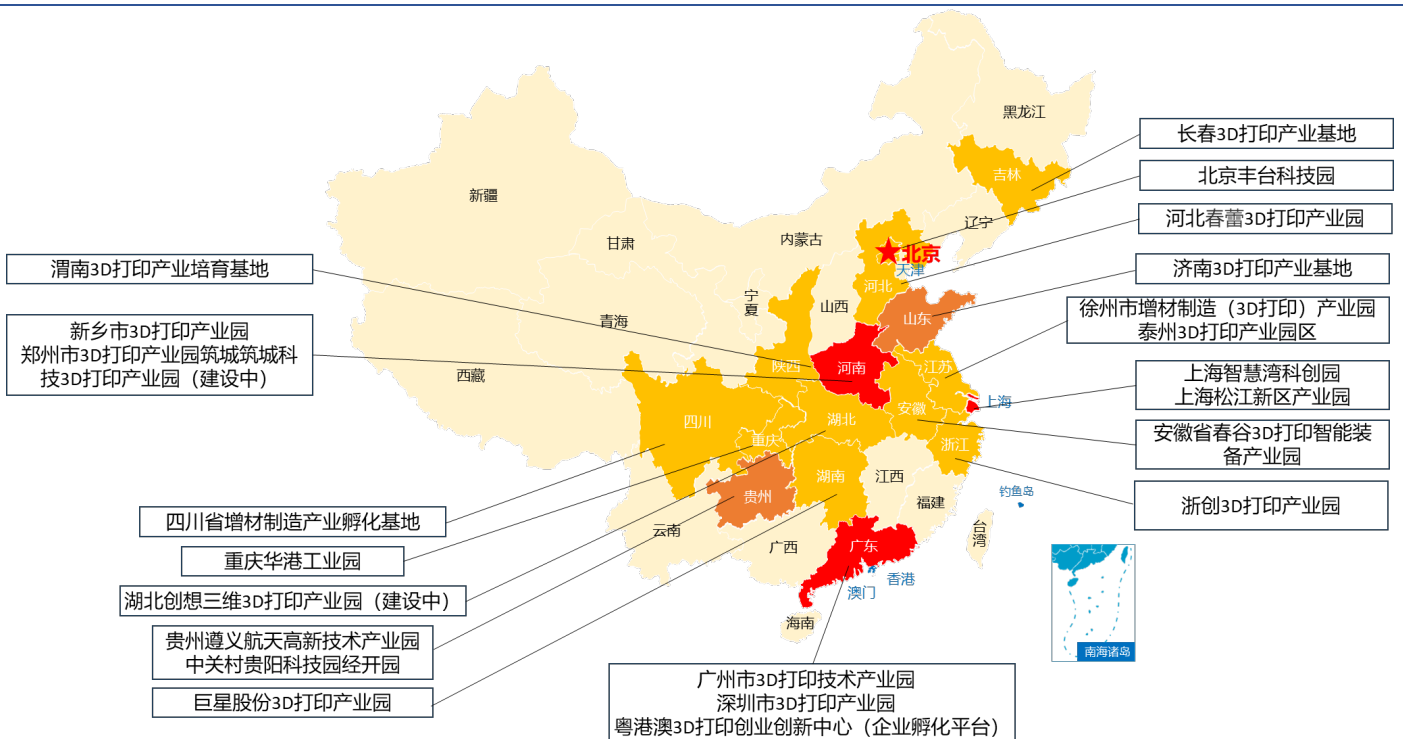 黑龙江
吉林
辽宁
新疆
甘肃
内蒙古
北京
天津
河北
宁
夏
山西
青海
山东
陕西
河南
江苏
西藏
上海
四川
湖北
安徽
重庆
浙江
湖南
江西
贵州
福建
钓鱼岛
云南
广西
广东
台
湾
香港
澳门
海南
南海诸岛
长春3D打印产业基地
北京丰台科技园
河北春蕾3D打印产业园
济南3D打印产业基地
徐州市增材制造（3D打印）产业园
泰州3D打印产业园区
上海智慧湾科创园
上海松江新区产业园
安徽省春谷3D打印智能装
备产业园
浙创3D打印产业园
渭南3D打印产业培育基地
新乡市3D打印产业园
郑州市3D打印产业园筑城筑城科
技3D打印产业园（建设中）
四川省增材制造产业孵化基地
重庆华港工业园
湖北创想三维3D打印产业园（建设中）
贵州遵义航天高新技术产业园
中关村贵阳科技园经开园
巨星股份3D打印产业园
广州市3D打印技术产业园
深圳市3D打印产业园
粤港澳3D打印创业创新中心（企业孵化平台）